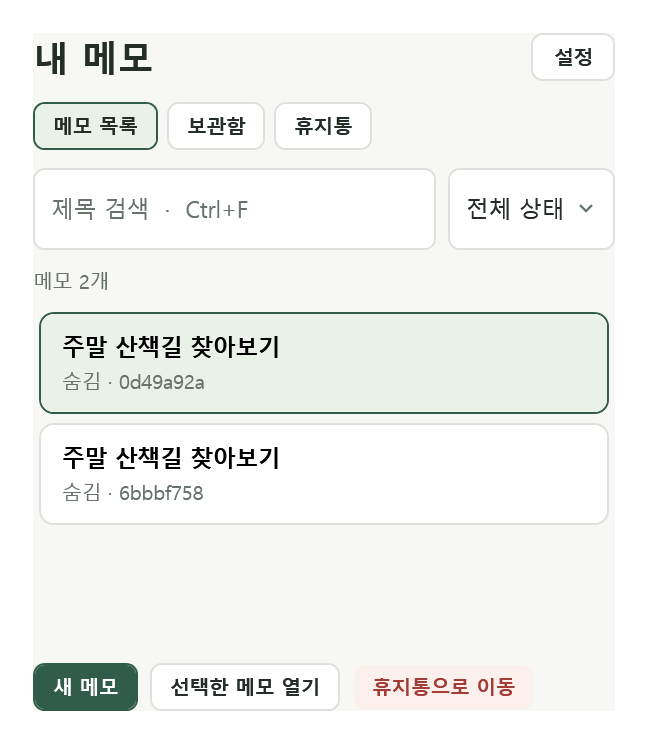 내 메모
설정
메모 목록
보관함
휴지통
제목 검색 · Ctrl+F
전체 상태
메모 2개
주말 산책길 찾아보기
숨김 · 0d49a92a
주말 산책길 찾아보기
숨김 · 6bbbf758
새 메모
선택한 메모 열기
휴지통으로 이동